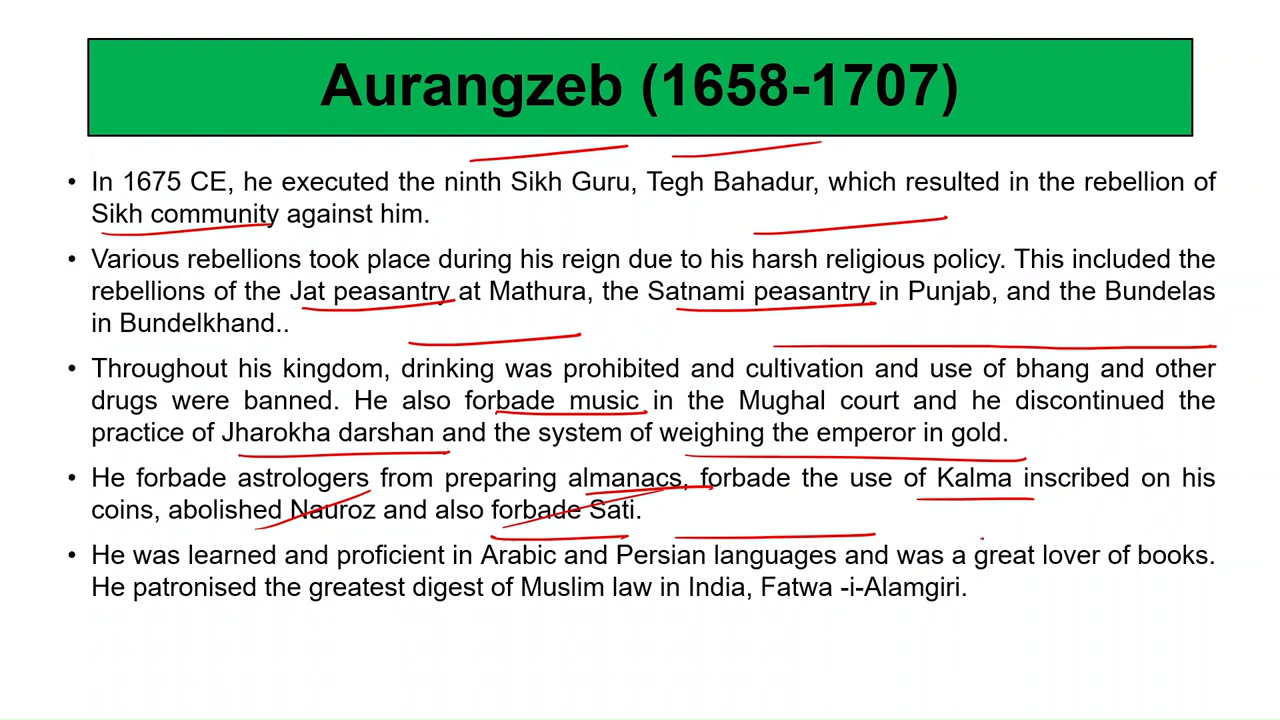 Aurangzeb (1658-1707)
• In 1675 CE, he executed the ninth Sikh Guru, Tegh Bahadur, which resulted in the rebellion of
Sikh community against him.
• Various rebellions took place during his reign due to his harsh religious policy. This included the
rebellions of the Jat peasantry at Mathura, the Satnami peasantry in Punjab, and the Bundelas
in Bundelkhand..
• Throughout his kingdom, drinking was prohibited and cultivation and use of bhang and other
drugs were banned. He also forbade music in the Mughal court and he discontinued the
practice of Jharokha darshan and the system of weighing the emperor in gold.
• He forbade astrologers from preparing almanacs, forbade the use of Kalma inscribed on his
coins, abolished Nauroz and also forbade Sati.
• He was learned and proficient in Arabic and Persian languages and was a great lover of books.
He patronised the greatest digest of Muslim law in India, Fatwa -i-Alamgiri.